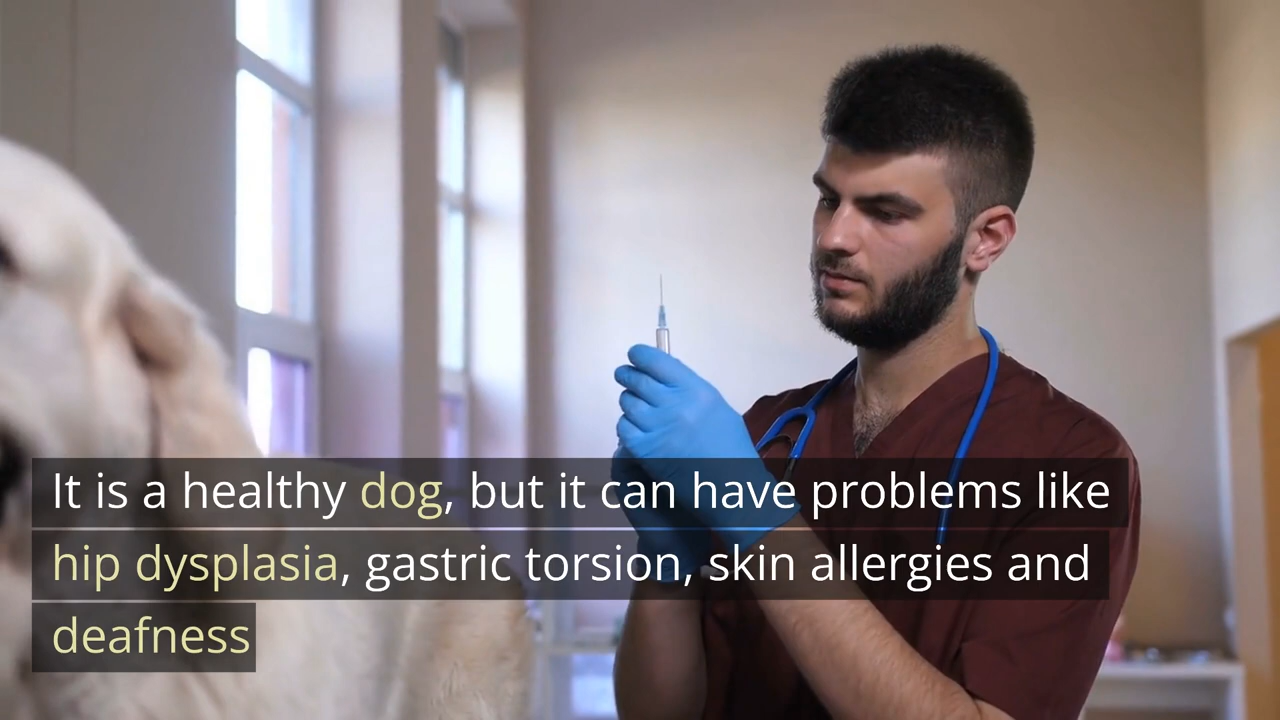 It is a healthy dog, but it can have problems like
hip dysplasia, gastric torsion, skin allergies and
deafness